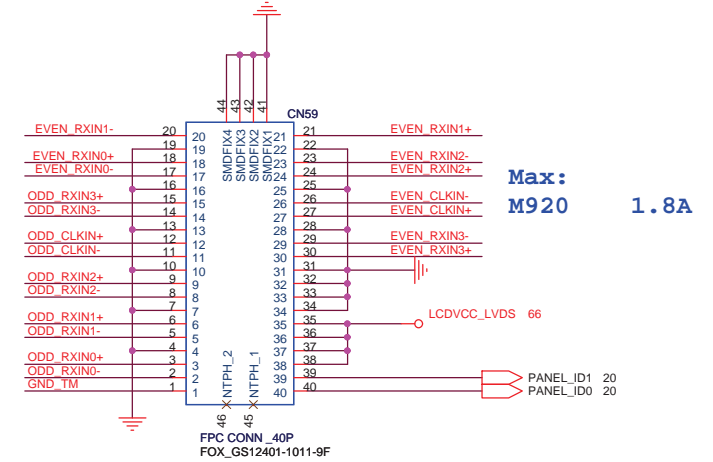 44
43
42
41
CN59
SMDFIX4
SMDFIX3
SMDFIX2
SMDFIX1
EVEN_RXIN1- 20 20 21 21 EVEN_RXIN1+
19 19 22 22
EVEN_RXIN0+ 18 18 23 23 EVEN_RXIN2-
EVEN_RXIN0- 17 17 24 24 EVEN_RXIN2+
16 16 25 25
ODD_RXIN3+ 15 15 26 26 EVEN_CLKIN-
ODD_RXIN3- 14 14 27 27 EVEN_CLKIN+
13 13 28 28
ODD_CLKIN+ 12 12 29 29 EVEN_RXIN3-
ODD_CLKIN- 11 11 30 30 EVEN_RXIN3+
10 10 31 31
ODD_RXIN2+ 9 9 32 32
ODD_RXIN2- 8 8 33 33
7 7 34 34
ODD_RXIN1+ 6 6 35 35 LCDVCC_LVDS 66
ODD_RXIN1- 5 5 36 36
4 4 37 37
ODD_RXIN0+ 3 3 38 38
ODD_RXIN0- 2 2 39 39 PANEL_ID1 20
GND_TM 1 1 40 40 PANEL_ID0 20
NTPH_2
NTPH_1
46
45
FPC CONN _40P
FOX_GS12401-1011-9F
Max:
M920 1.8A